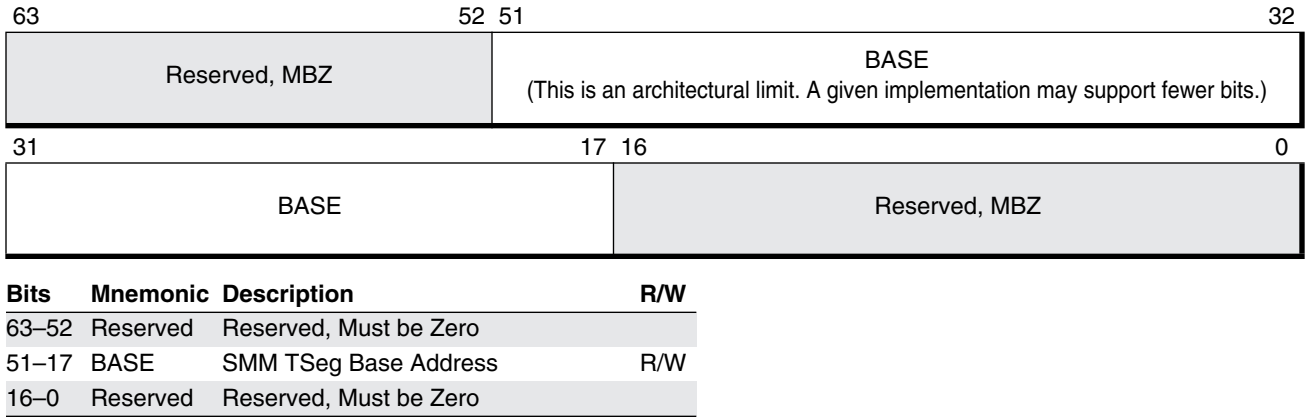 63 52 51 32
Reserved, MBZ
BASE
(This is an architectural limit. A given implementation may support fewer bits.)
31 17 16 0
BASE Reserved, MBZ
Bits Mnemonic Description R/W
63–52 Reserved Reserved, Must be Zero
51–17 BASE SMM TSeg Base Address R/W
16–0 Reserved Reserved, Must be Zero